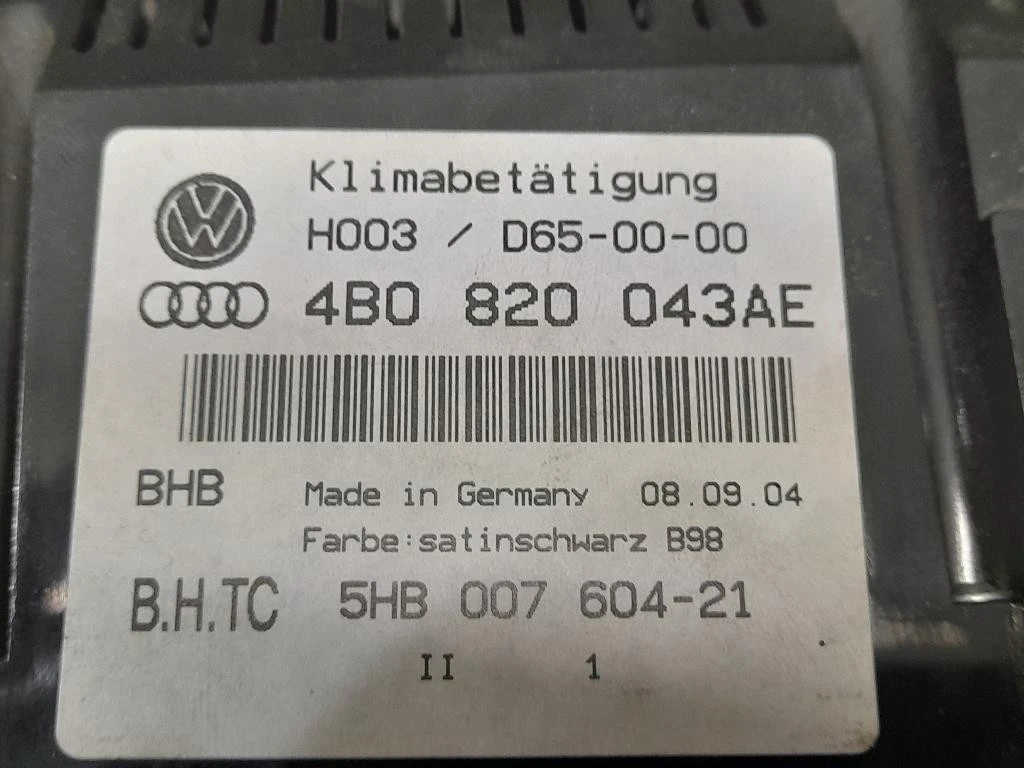 Klimabetätigung
H003 / D65-00-00
4B0 820 043AE
BHB Made in Germany 08.09.04
Farbe:satinschwarz B98
B.H.TC 5HB 007 604-21
II 1